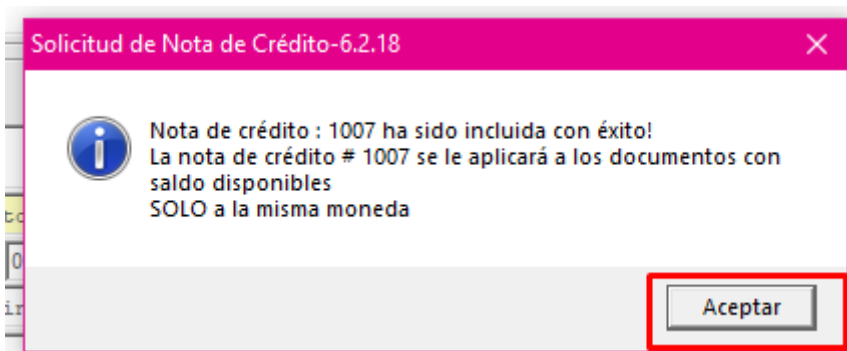 Solicitud de Nota de Crédito-6.2.18
Nota de crédito : 1007 ha sido incluida con éxito!
La nota de crédito # 1007 se le aplicará a los documentos con
saldo disponibles
SOLO a la misma moneda
Aceptar